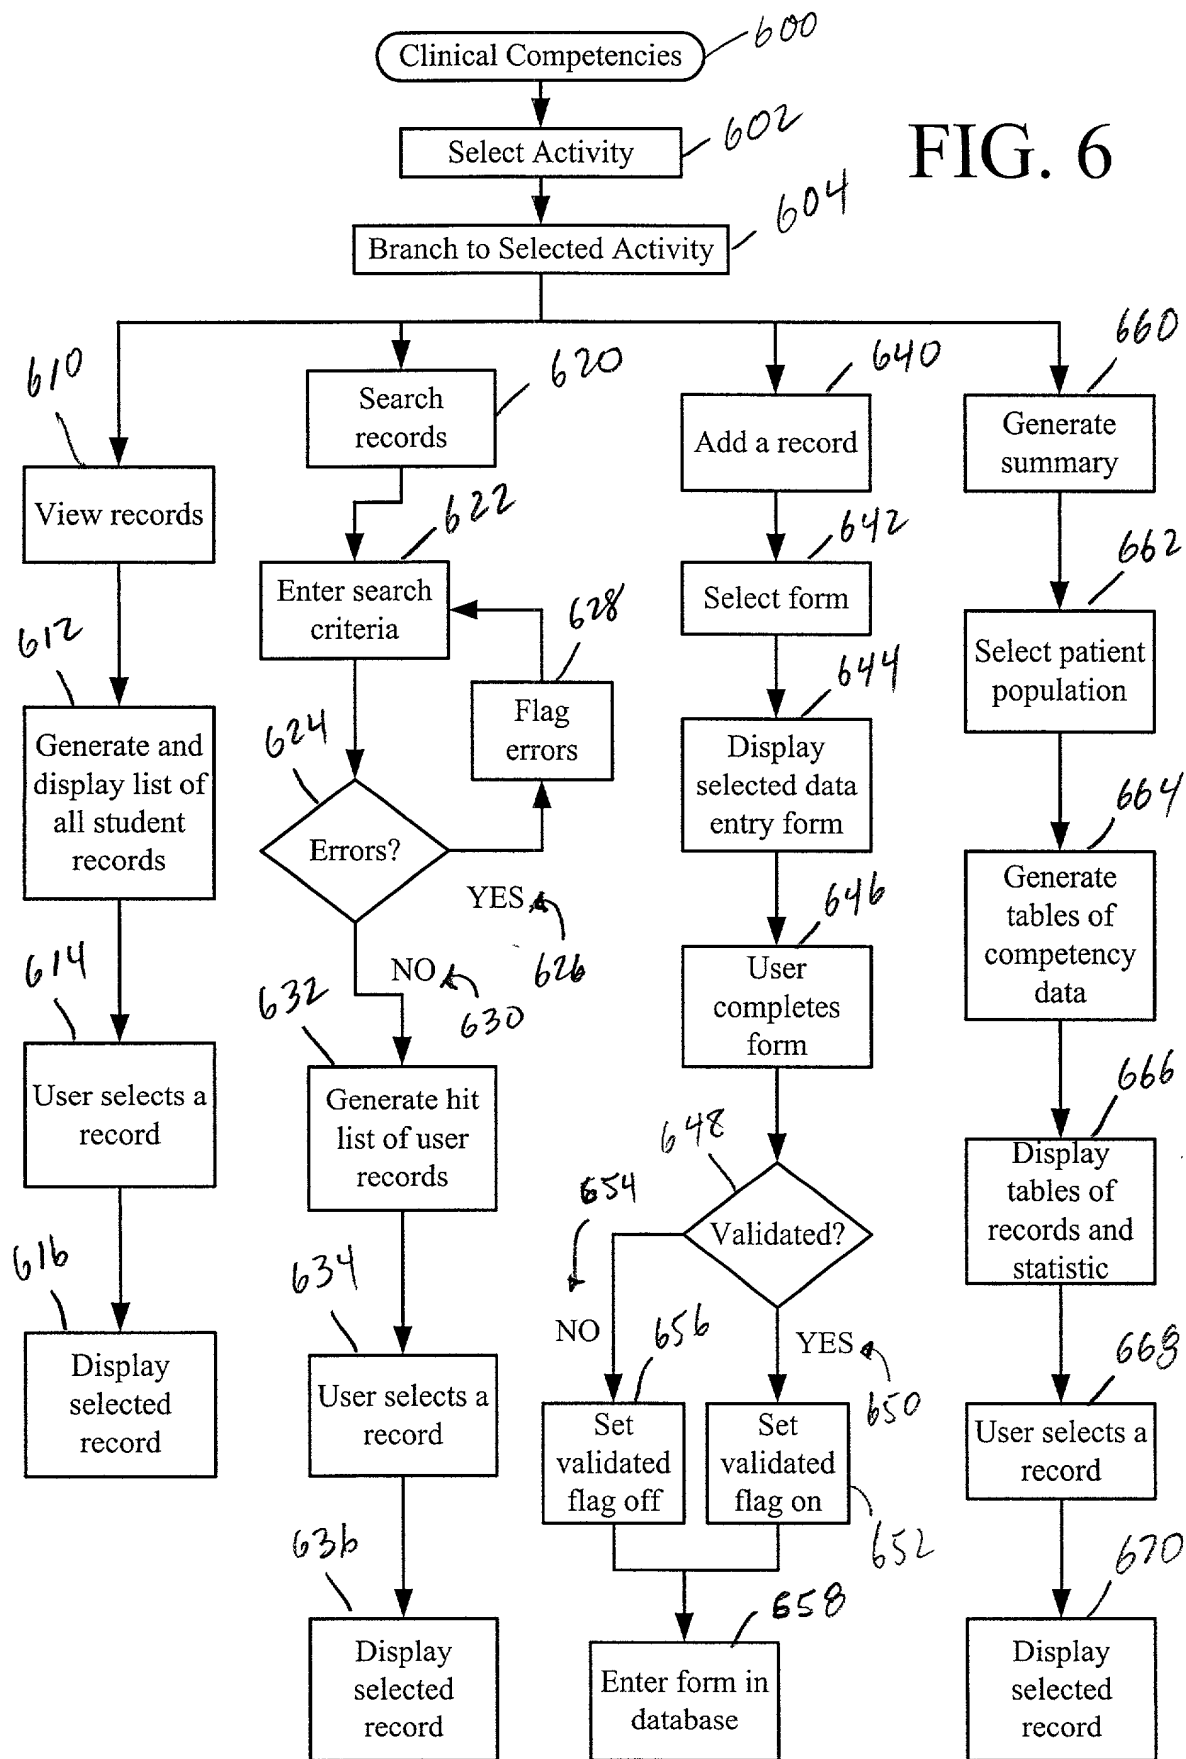 600
Clinical Competencies
FIG. 6
602
Select Activity
604
Branch to Selected Activity
610
View records
612
Generate and
display list of
all student
records
614
User selects a
record
616
Display
selected
record
620
Search
records
622
Enter search
criteria
628
Flag
errors
624
Errors?
YES
626
NO
630
632
Generate hit
list of user
records
634
User selects a
record
636
Display
selected
record
640
Add a record
642
Select form
644
Display
selected data
entry form
646
User
completes
form
648
Validated?
654
NO
656
Set
validated
flag off
YES
650
Set
validated
flag on
652
658
Enter form in
database
660
Generate
summary
662
Select patient
population
664
Generate
tables of
competency
data
666
Display
tables of
records and
statistic
668
User selects a
record
670
Display
selected
record